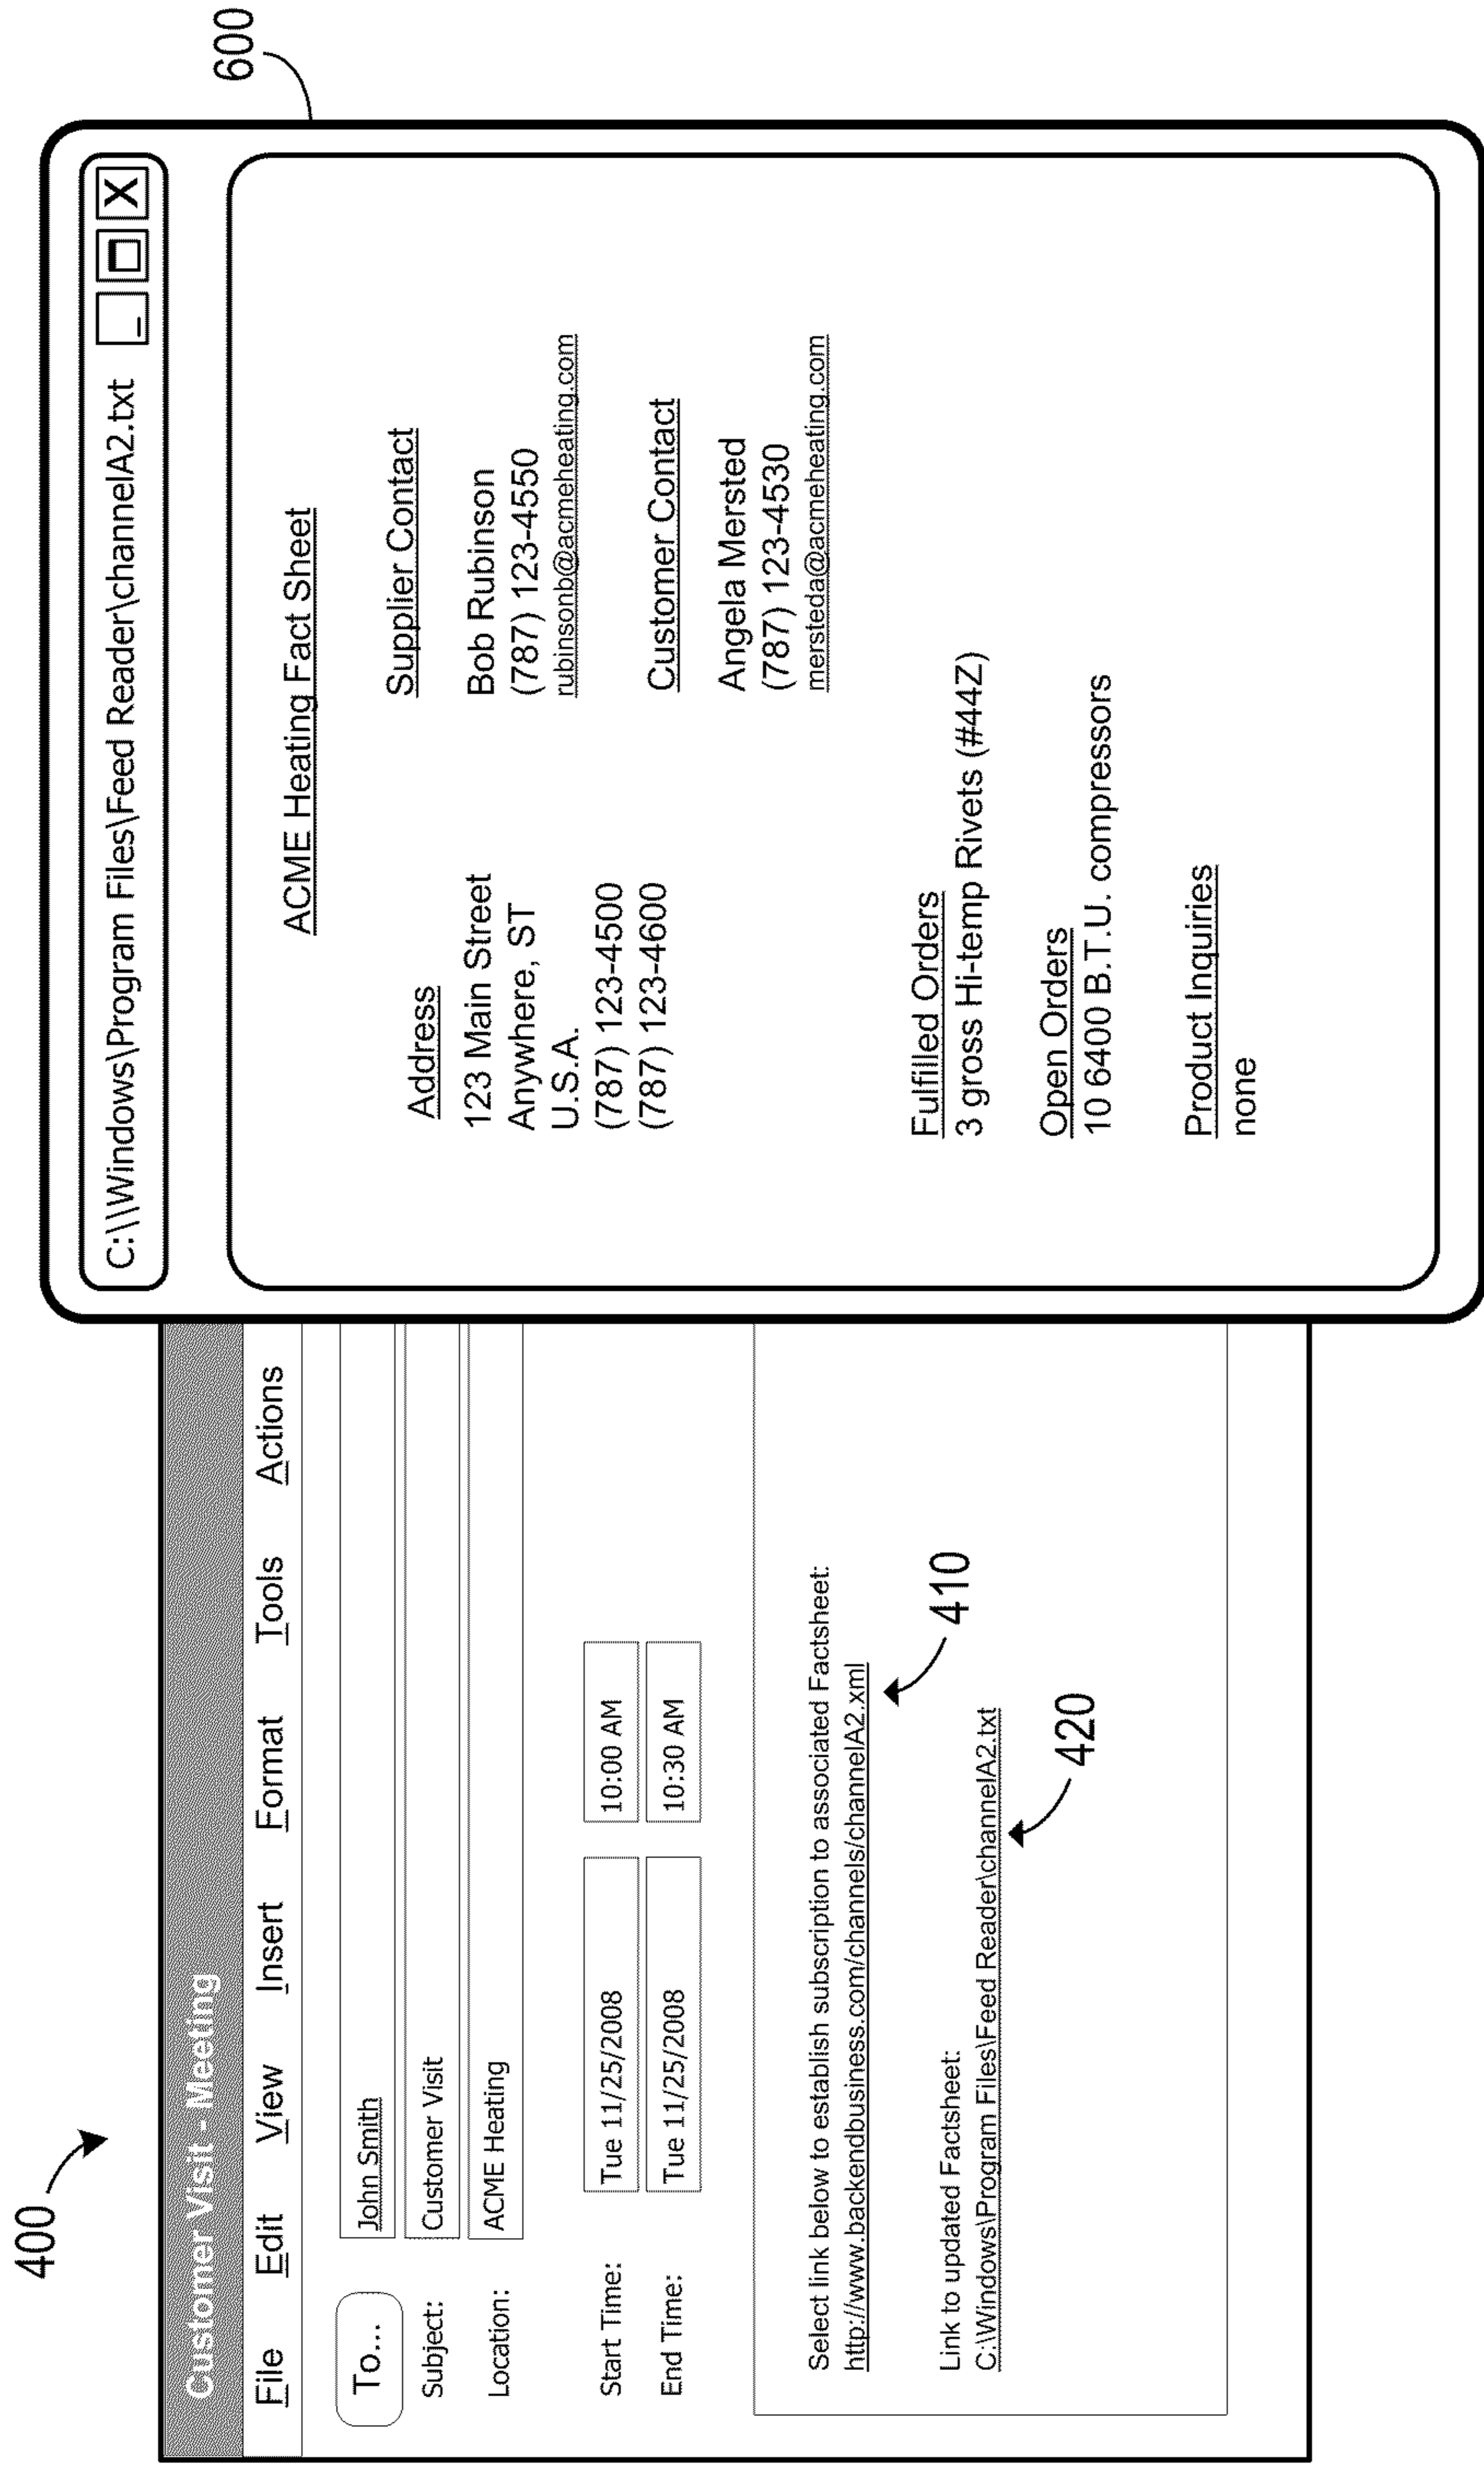 400
Customer Visit - Meeting
File Edit View Insert Format Tools Actions
To... John Smith
Subject: Customer Visit
Location: ACME Heating
Start Time: Tue 11/25/2008 10:00 AM
End Time: Tue 11/25/2008 10:30 AM
Select link below to establish subscription to associated Factsheet:
http://www.backendbusiness.com/channels/channelA2.xml
410
Link to updated Factsheet:
C:\Windows\Program Files\Feed Reader\channelA2.txt
420
600
C:\\Windows\Program Files\Feed Reader\channelA2.txt _ X
ACME Heating Fact Sheet
Address
123 Main Street
Anywhere, ST
U.S.A.
(787) 123-4500
(787) 123-4600
Supplier Contact
Bob Rubinson
(787) 123-4550
rubinsonb@acmeheating.com
Customer Contact
Angela Mersted
(787) 123-4530
mersteda@acmeheating.com
Fulfilled Orders
3 gross Hi-temp Rivets (#44Z)
Open Orders
10 6400 B.T.U. compressors
Product Inquiries
none